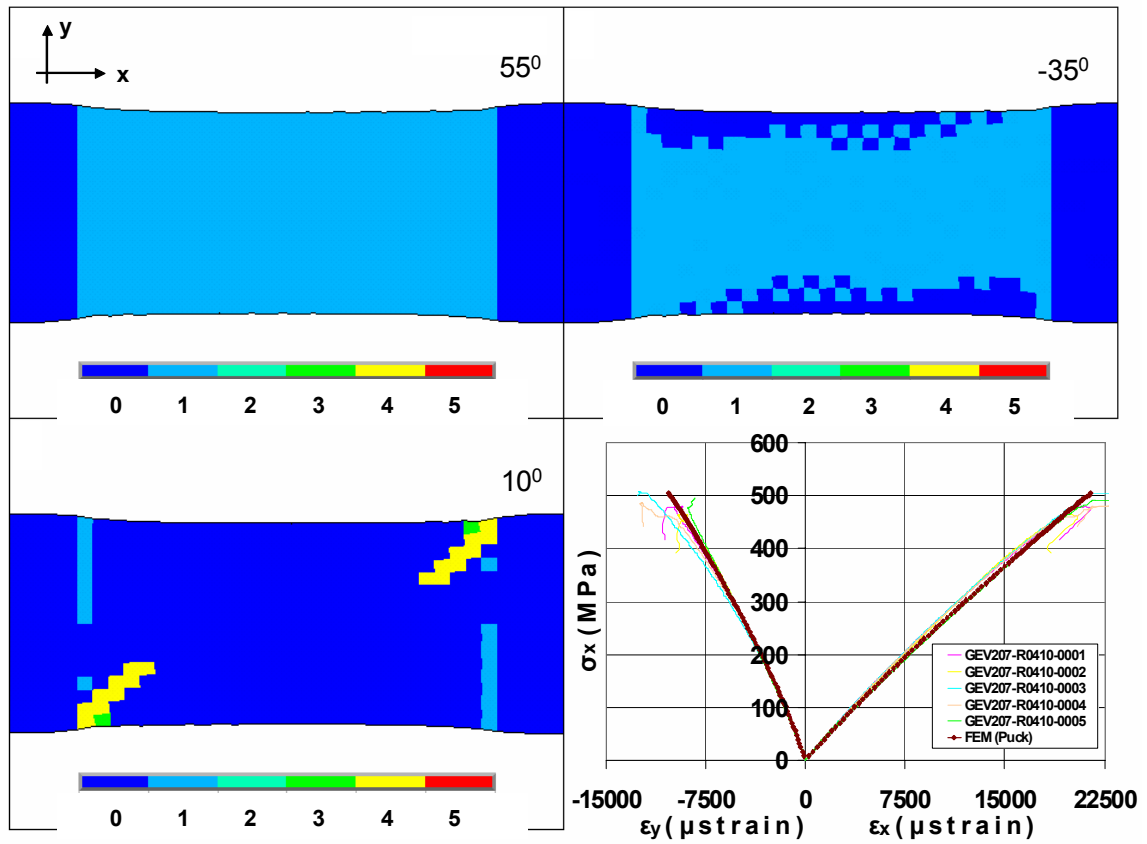 y
x
55⁰
-35⁰
0 1 2 3 4 5
0 1 2 3 4 5
10⁰
0 1 2 3 4 5
600
500
400
300
200
100
0
σx (MPa)
GEV207-R0410-0001
GEV207-R0410-0002
GEV207-R0410-0003
GEV207-R0410-0004
GEV207-R0410-0005
FEM (Puck)
-15000 -7500 0 7500 15000 22500
εy (µstrain) εx (µstrain)